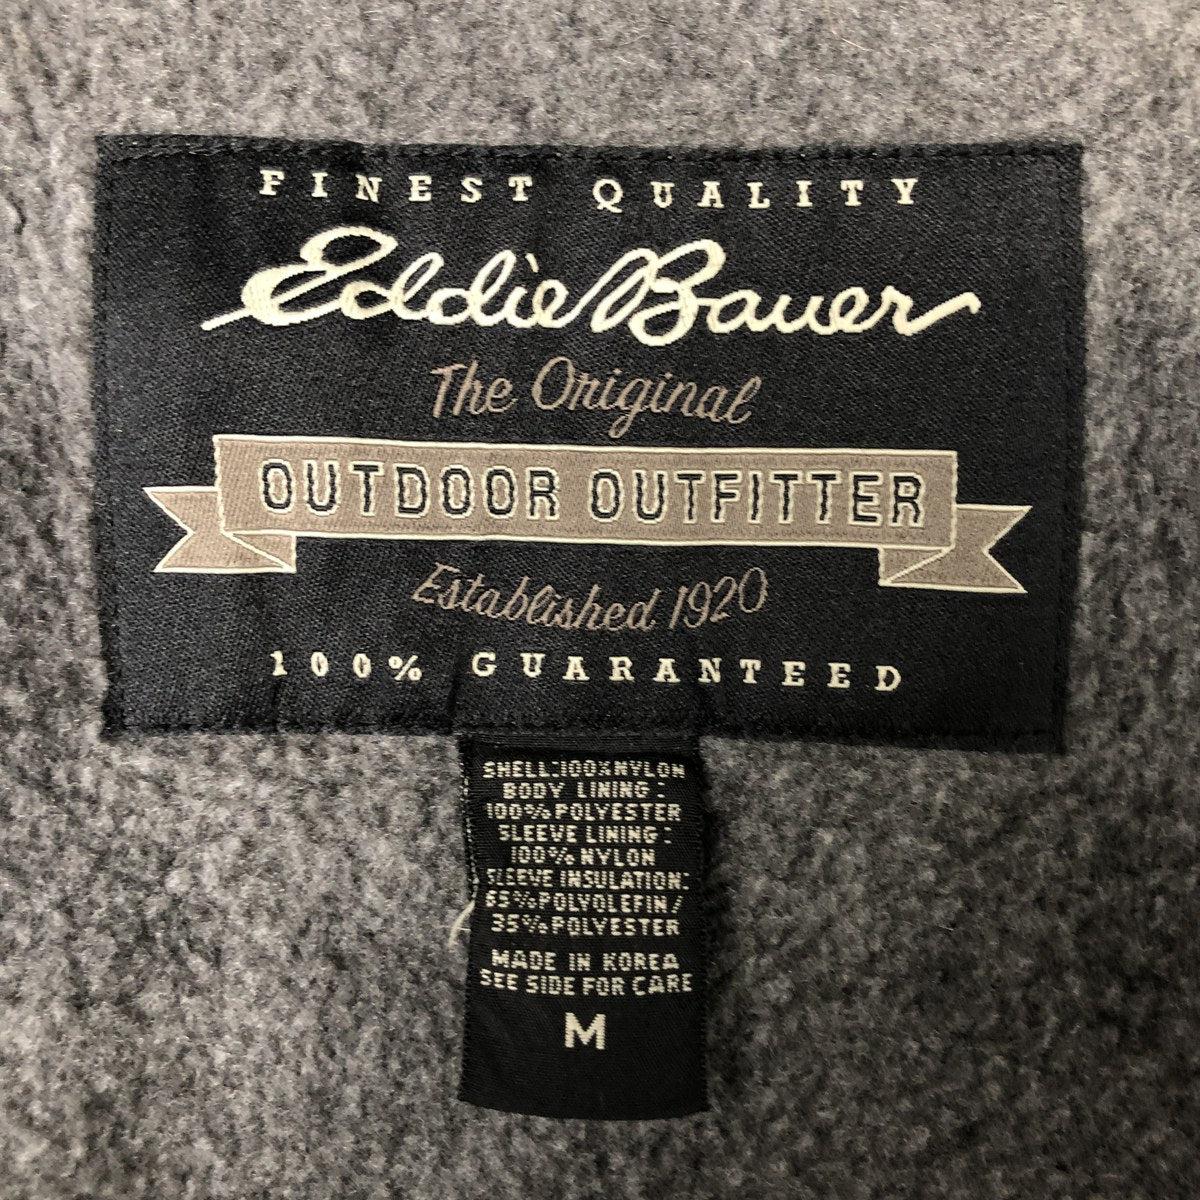 FINEST QUALITY
Eddie Bauer
The Original
OUTDOOR OUTFITTER
Established 1920
100% GUARANTEED
SHELL:100%NYLON
BODY LINING:
100%POLYESTER
SLEEVE LINING:
100%NYLON
SLEEVE INSULATION:
65%POLYOLEFIN/
35%POLYESTER
MADE IN KOREA
SEE SIDE FOR CARE
M